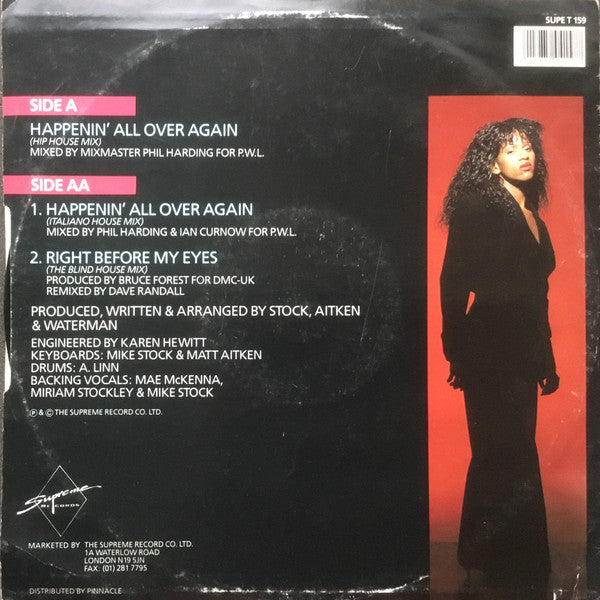 SUPE T 159
SIDE A
HAPPENIN' ALL OVER AGAIN
(HIP HOUSE MIX)
MIXED BY MIXMASTER PHIL HARDING FOR P.W.L.
SIDE AA
1. HAPPENIN' ALL OVER AGAIN
(ITALIANO HOUSE MIX)
MIXED BY PHIL HARDING & IAN CURNOW FOR P.W.L.
2. RIGHT BEFORE MY EYES
(THE BLIND HOUSE MIX)
PRODUCED BY BRUCE FOREST FOR DMC-UK
REMIXED BY DAVE RANDALL
PRODUCED, WRITTEN & ARRANGED BY STOCK, AITKEN
& WATERMAN
ENGINEERED BY KAREN HEWITT
KEYBOARDS: MIKE STOCK & MATT AITKEN
DRUMS: A. LINN
BACKING VOCALS: MAE McKENNA,
MIRIAM STOCKLEY & MIKE STOCK
℗ & © THE SUPREME RECORD CO. LTD.
Supreme
RECORDS
MARKETED BY THE SUPREME RECORD CO. LTD.
1A WATERLOW ROAD
LONDON N19 5JN
FAX: (01) 281 7795
DISTRIBUTED BY PINNACLE